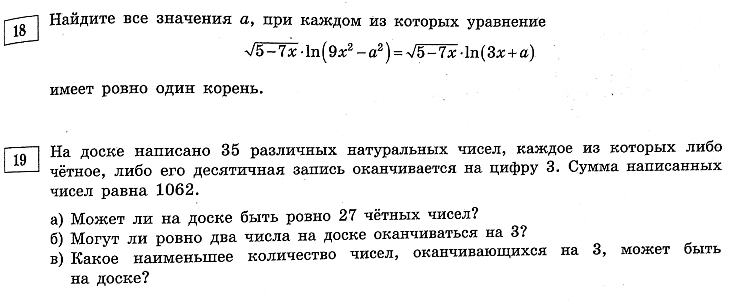 18 Найдите все значения a, при каждом из которых уравнение
√5−7x · ln(9x² − a²) = √5−7x · ln(3x + a)
имеет ровно один корень.
19 На доске написано 35 различных натуральных чисел, каждое из которых либо
чётное, либо его десятичная запись оканчивается на цифру 3. Сумма написанных
чисел равна 1062.
а) Может ли на доске быть ровно 27 чётных чисел?
б) Могут ли ровно два числа на доске оканчиваться на 3?
в) Какое наименьшее количество чисел, оканчивающихся на 3, может быть
на доске?